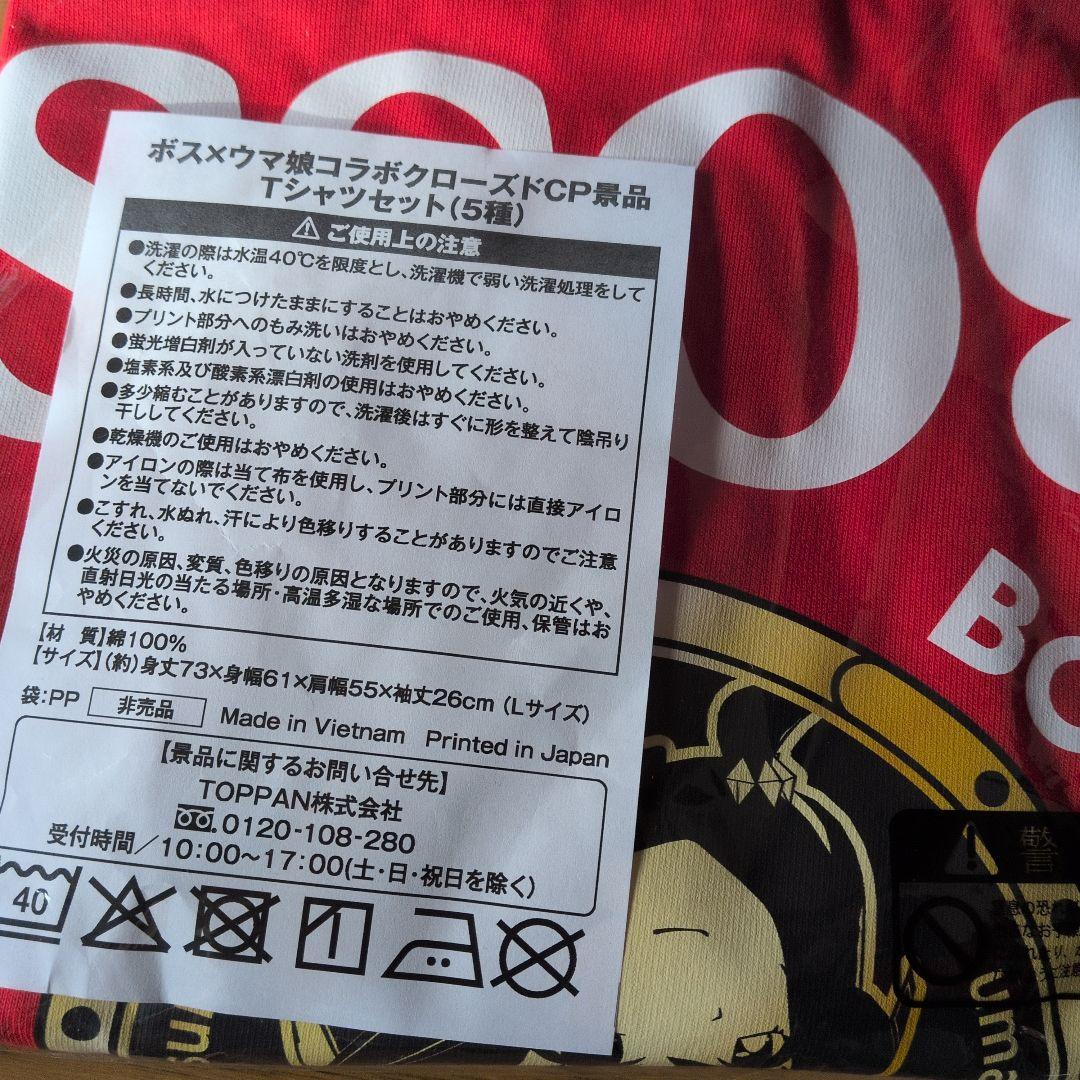 ボス×ウマ娘コラボクローズドCP景品
Tシャツセット(5種)
ご使用上の注意
●洗濯の際は水温40℃を限度とし、洗濯機で弱い洗濯処理をして
ください。
●長時間、水につけたままにすることはおやめください。
●プリント部分へのもみ洗いはおやめください。
●蛍光増白剤が入っていない洗剤を使用してください。
●塩素系及び酸素系漂白剤の使用はおやめください。
●多少縮むことがありますので、洗濯後はすぐに形を整えて陰吊り
干ししてください。
●乾燥機のご使用はおやめください。
●アイロンの際は当て布を使用し、プリント部分には直接アイロ
ンを当てないでください。
●こすれ、水ぬれ、汗により色移りすることがありますのでご注意
ください。
●火災の原因、変質、色移りの原因となりますので、火気の近くや、
直射日光の当たる場所・高温多湿な場所でのご使用、保管はお
やめください。
【材 質】綿100%
【サイズ】(約)身丈73×身幅61×肩幅55×袖丈26cm (Lサイズ)
袋:PP 非売品 Made in Vietnam Printed in Japan
【景品に関するお問い合せ先】
TOPPAN株式会社
0120-108-280
受付時間/10:00〜17:00(土・日・祝日を除く)
40
BO
警
uma